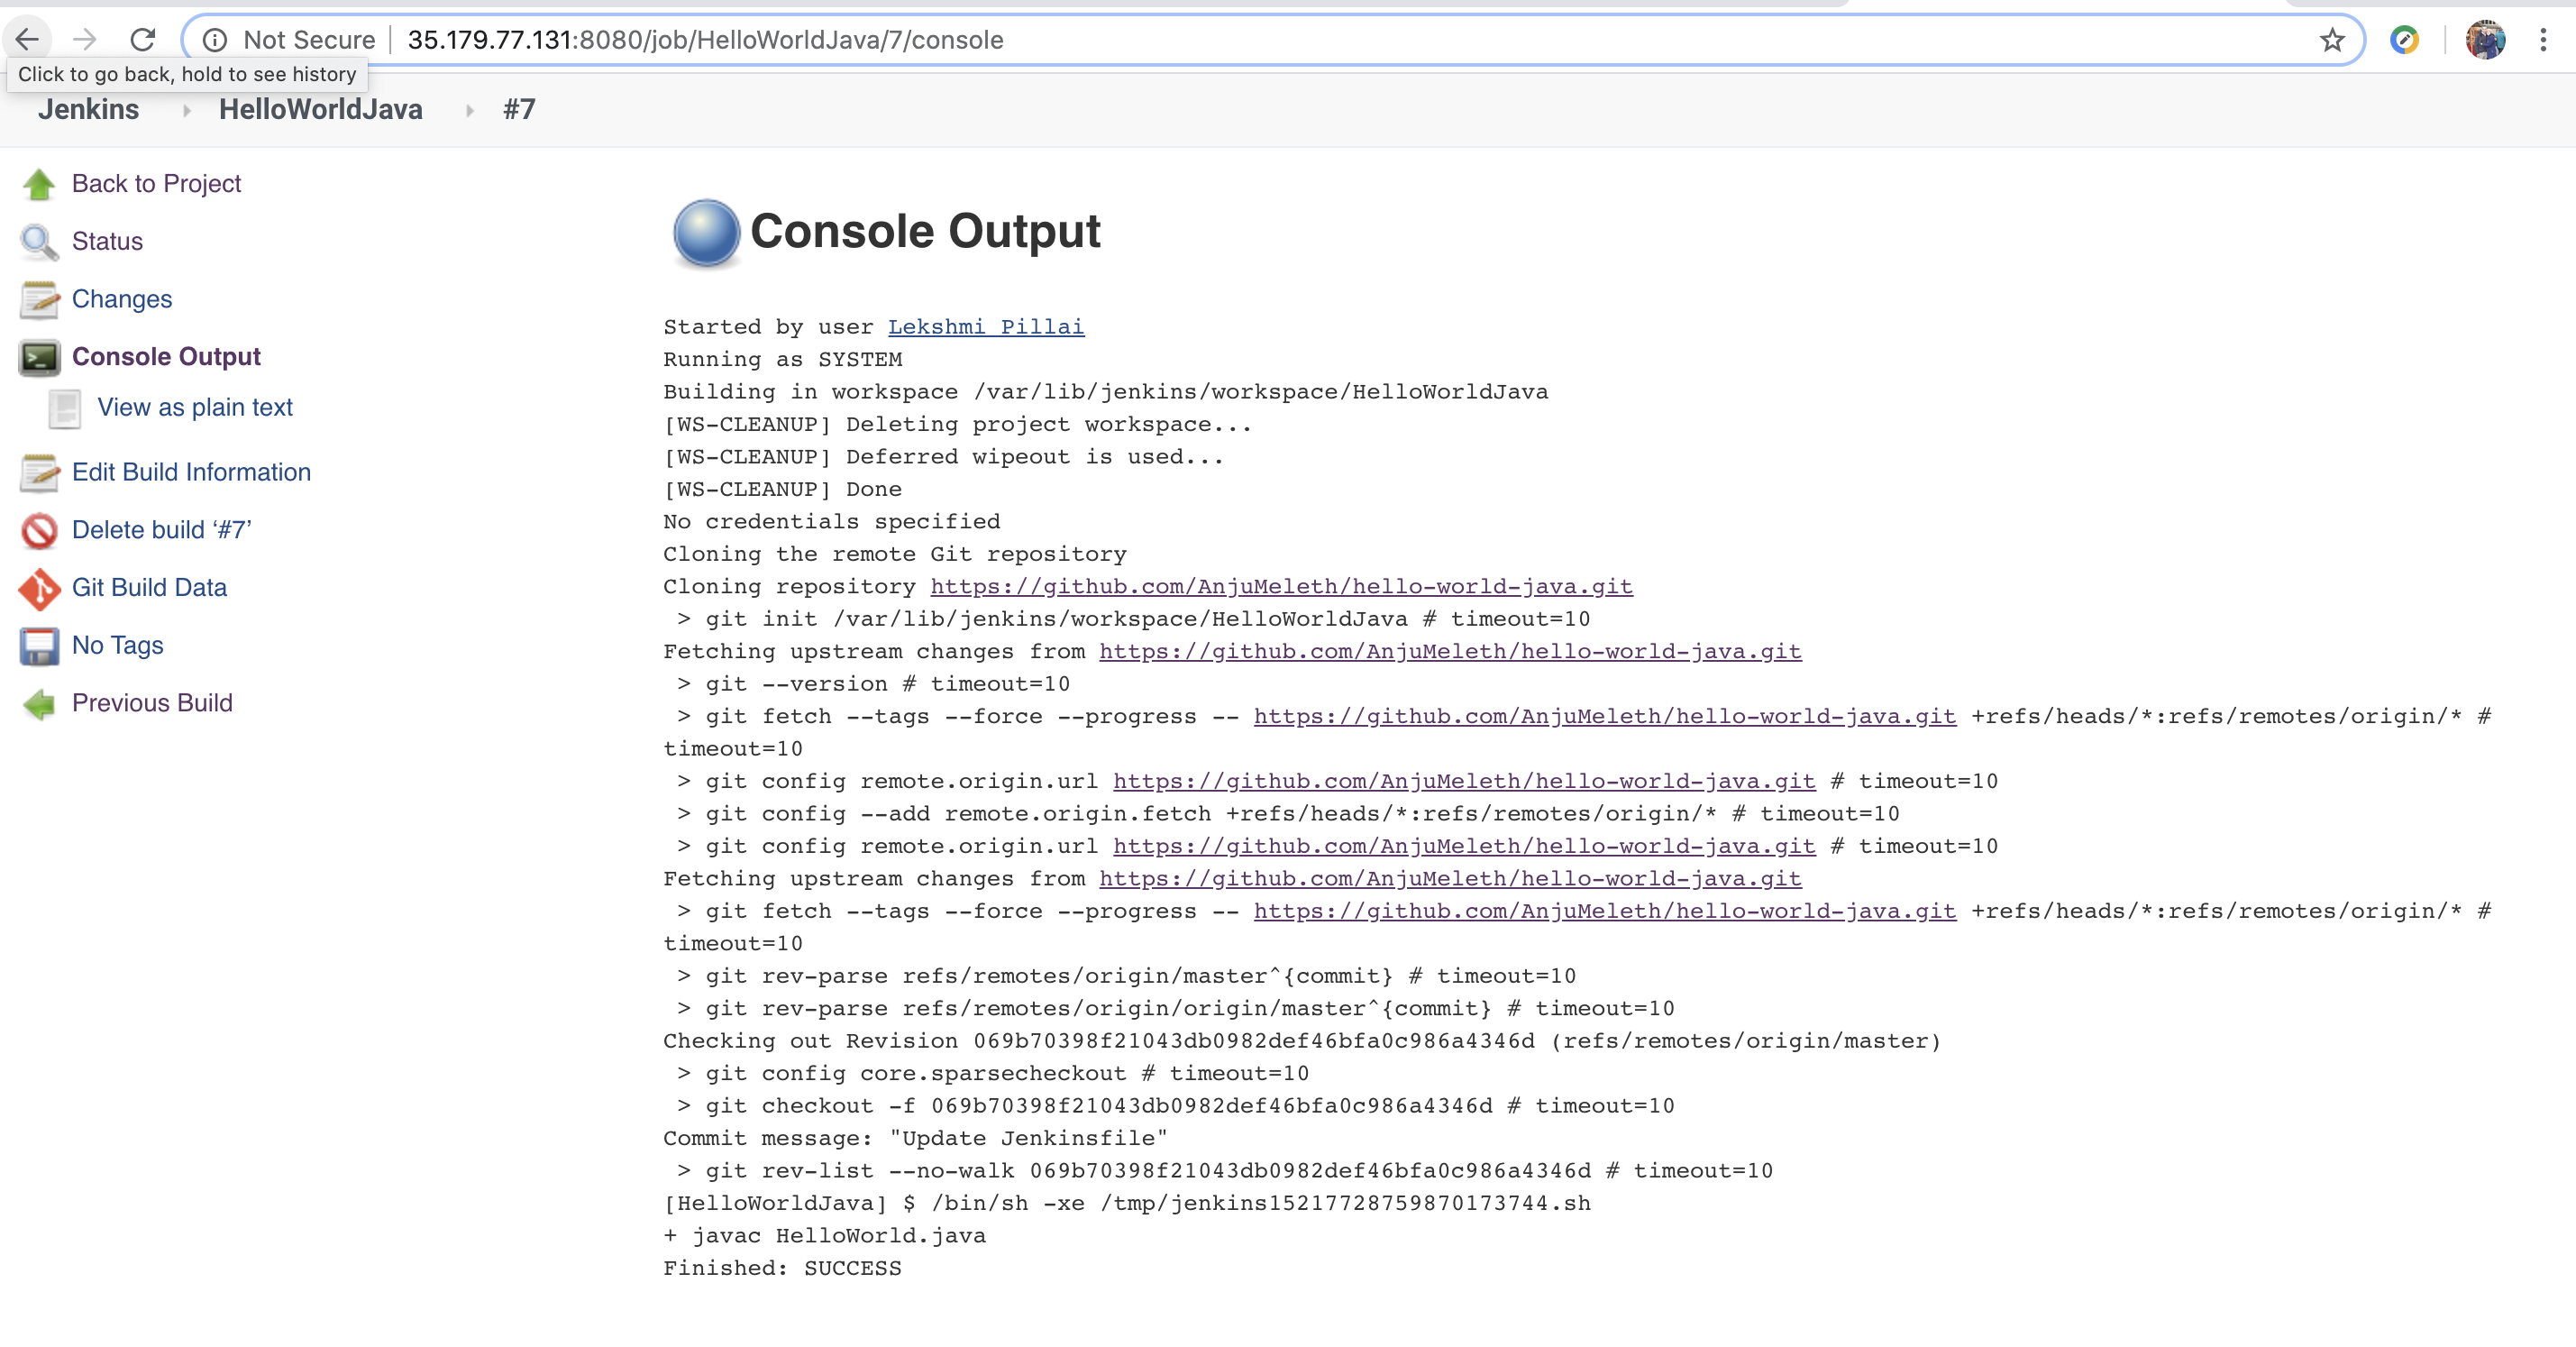 Not Secure 35.179.77.131:8080/job/HelloWorldJava/7/console
Click to go back, hold to see history
Jenkins HelloWorldJava #7
Back to Project
Status
Changes
Console Output
View as plain text
Edit Build Information
Delete build ‘#7’
Git Build Data
No Tags
Previous Build
Console Output
Started by user Lekshmi Pillai
Running as SYSTEM
Building in workspace /var/lib/jenkins/workspace/HelloWorldJava
[WS-CLEANUP] Deleting project workspace...
[WS-CLEANUP] Deferred wipeout is used...
[WS-CLEANUP] Done
No credentials specified
Cloning the remote Git repository
Cloning repository https://github.com/AnjuMeleth/hello-world-java.git
> git init /var/lib/jenkins/workspace/HelloWorldJava # timeout=10
Fetching upstream changes from https://github.com/AnjuMeleth/hello-world-java.git
> git --version # timeout=10
> git fetch --tags --force --progress -- https://github.com/AnjuMeleth/hello-world-java.git +refs/heads/*:refs/remotes/origin/* #
timeout=10
> git config remote.origin.url https://github.com/AnjuMeleth/hello-world-java.git # timeout=10
> git config --add remote.origin.fetch +refs/heads/*:refs/remotes/origin/* # timeout=10
> git config remote.origin.url https://github.com/AnjuMeleth/hello-world-java.git # timeout=10
Fetching upstream changes from https://github.com/AnjuMeleth/hello-world-java.git
> git fetch --tags --force --progress -- https://github.com/AnjuMeleth/hello-world-java.git +refs/heads/*:refs/remotes/origin/* #
timeout=10
> git rev-parse refs/remotes/origin/master^{commit} # timeout=10
> git rev-parse refs/remotes/origin/origin/master^{commit} # timeout=10
Checking out Revision 069b70398f21043db0982def46bfa0c986a4346d (refs/remotes/origin/master)
> git config core.sparsecheckout # timeout=10
> git checkout -f 069b70398f21043db0982def46bfa0c986a4346d # timeout=10
Commit message: "Update Jenkinsfile"
> git rev-list --no-walk 069b70398f21043db0982def46bfa0c986a4346d # timeout=10
[HelloWorldJava] $ /bin/sh -xe /tmp/jenkins15217728759870173744.sh
+ javac HelloWorld.java
Finished: SUCCESS